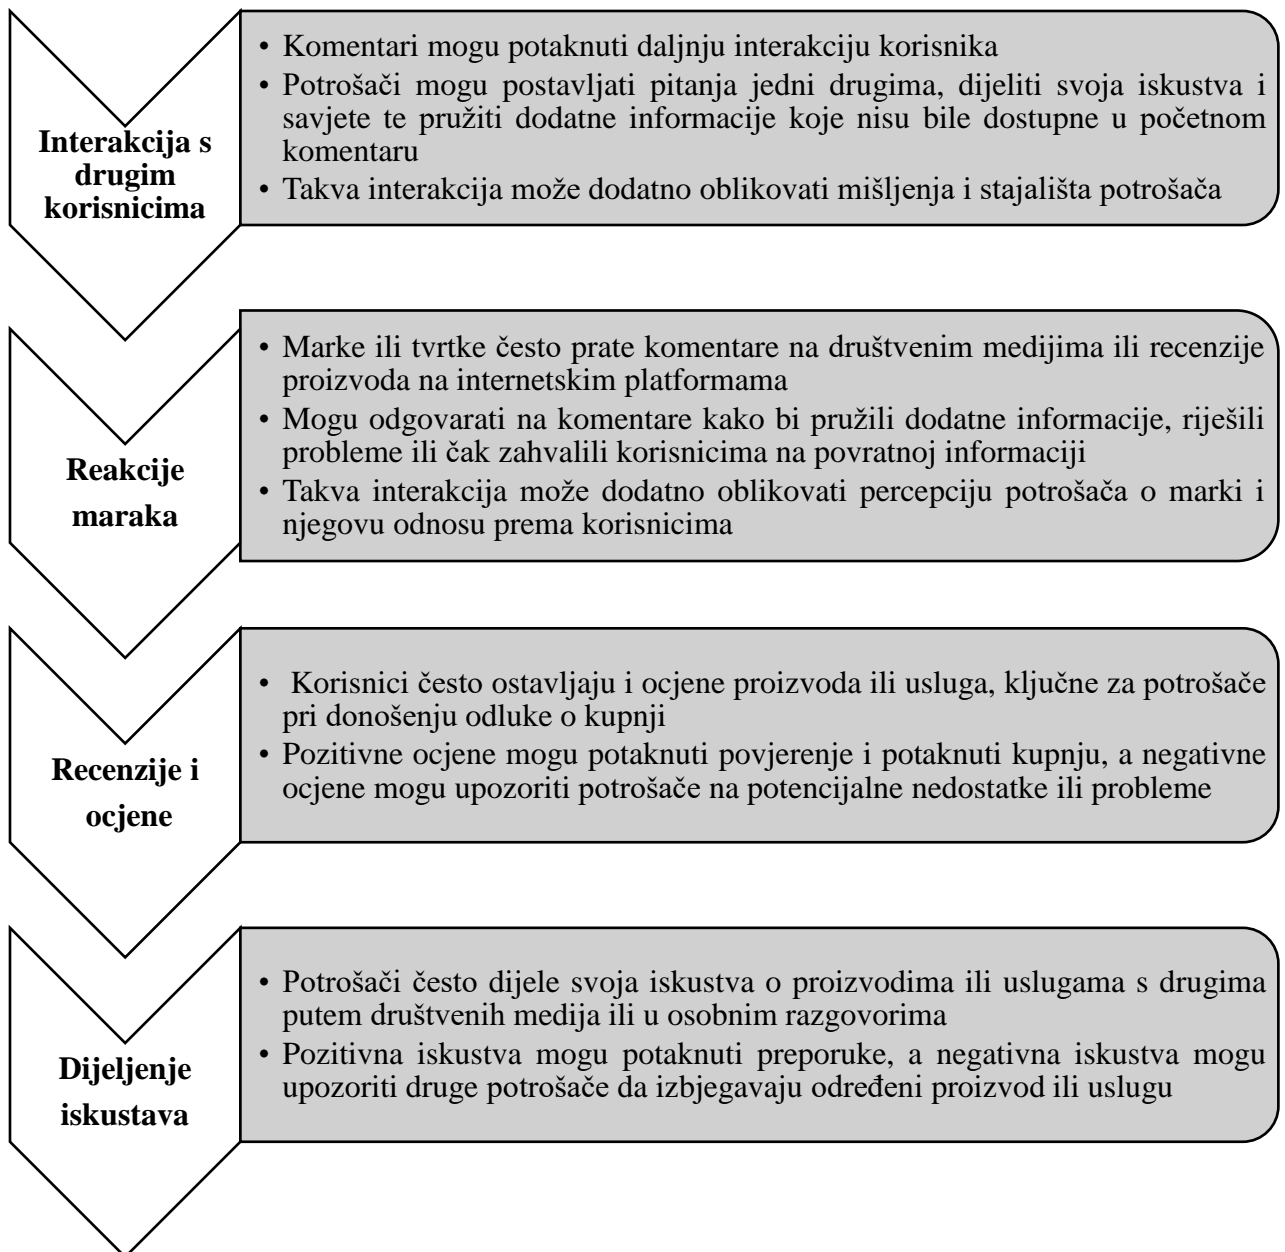 Interakcija s
drugim
korisnicima
• Komentari mogu potaknuti daljnju interakciju korisnika
• Potrošači mogu postavljati pitanja jedni drugima, dijeliti svoja iskustva i
savjete te pružiti dodatne informacije koje nisu bile dostupne u početnom
komentaru
• Takva interakcija može dodatno oblikovati mišljenja i stajališta potrošača
Reakcije
maraka
• Marke ili tvrtke često prate komentare na društvenim medijima ili recenzije
proizvoda na internetskim platformama
• Mogu odgovarati na komentare kako bi pružili dodatne informacije, riješili
probleme ili čak zahvalili korisnicima na povratnoj informaciji
• Takva interakcija može dodatno oblikovati percepciju potrošača o marki i
njegovu odnosu prema korisnicima
Recenzije i
ocjene
• Korisnici često ostavljaju i ocjene proizvoda ili usluga, ključne za potrošače
pri donošenju odluke o kupnji
• Pozitivne ocjene mogu potaknuti povjerenje i potaknuti kupnju, a negativne
ocjene mogu upozoriti potrošače na potencijalne nedostatke ili probleme
Dijeljenje
iskustava
• Potrošači često dijele svoja iskustva o proizvodima ili uslugama s drugima
putem društvenih medija ili u osobnim razgovorima
• Pozitivna iskustva mogu potaknuti preporuke, a negativna iskustva mogu
upozoriti druge potrošače da izbjegavaju određeni proizvod ili uslugu